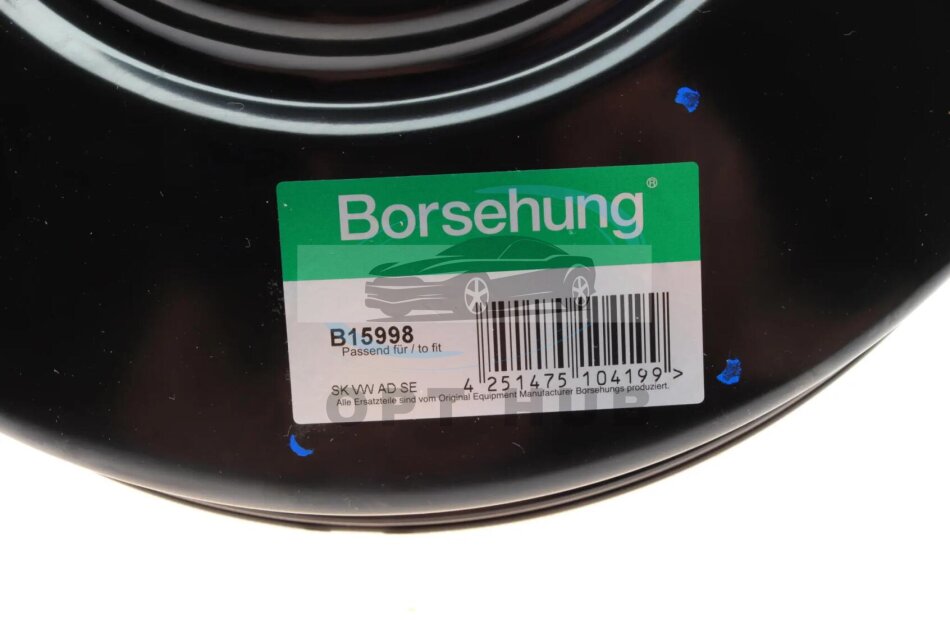 Borsehung®
B15998
Passend für / to fit
SK VW AD SE
4 251475 104199 >
Alle Ersatzteile sind vom Original Equipment Manufacturer Borsehungs produziert.
OPT HUB